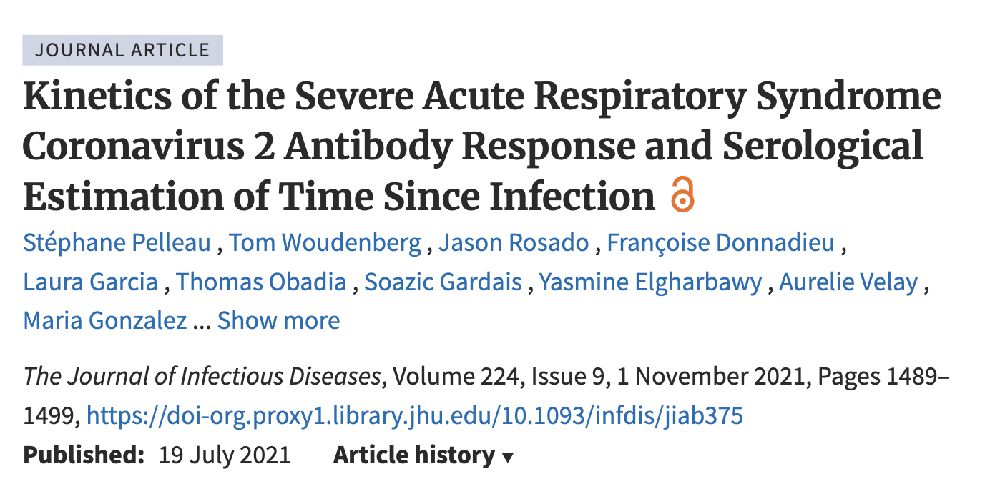 JOURNAL ARTICLE
Kinetics of the Severe Acute Respiratory Syndrome
Coronavirus 2 Antibody Response and Serological
Estimation of Time Since Infection
Stéphane Pelleau , Tom Woudenberg , Jason Rosado , Françoise Donnadieu ,
Laura Garcia , Thomas Obadia , Soazic Gardais , Yasmine Elgharbawy , Aurelie Velay ,
Maria Gonzalez ... Show more
The Journal of Infectious Diseases, Volume 224, Issue 9, 1 November 2021, Pages 1489–
1499, https://doi-org.proxy1.library.jhu.edu/10.1093/infdis/jiab375
Published: 19 July 2021 Article history ▼